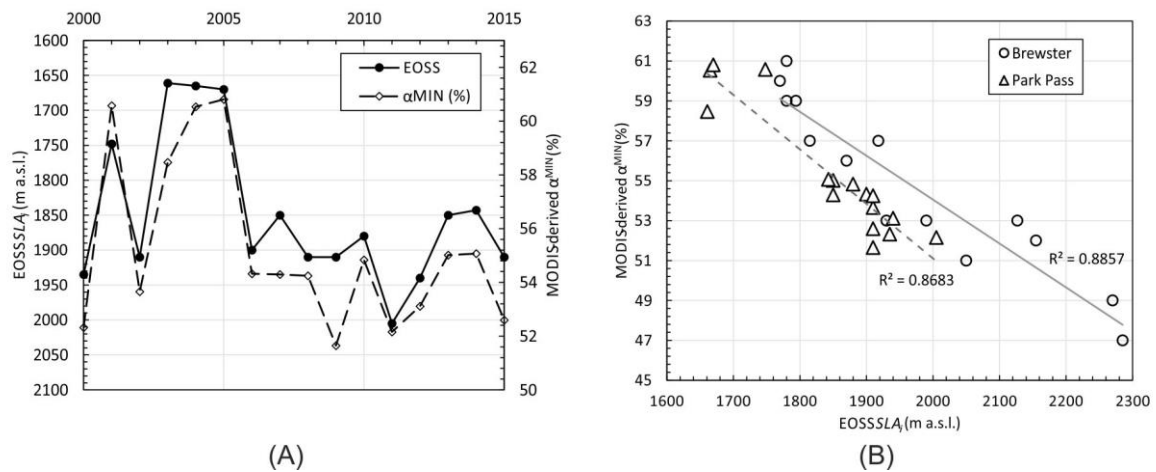 2000 2005 2010 2015
1600
1650
1700
1750
1800
1850
1900
1950
2000
2050
2100
EOSS SLAj (m a.s.l.)
EOSS
αMIN (%)
62
60
58
56
54
52
50
MODIS-derived αMIN (%)
(A)
63
61
59
57
55
53
51
49
47
45
MODIS-derived αMIN (%)
Brewster
Park Pass
R² = 0.8857
R² = 0.8683
1600 1700 1800 1900 2000 2100 2200 2300
EOSS SLAj (m a.s.l.)
(B)